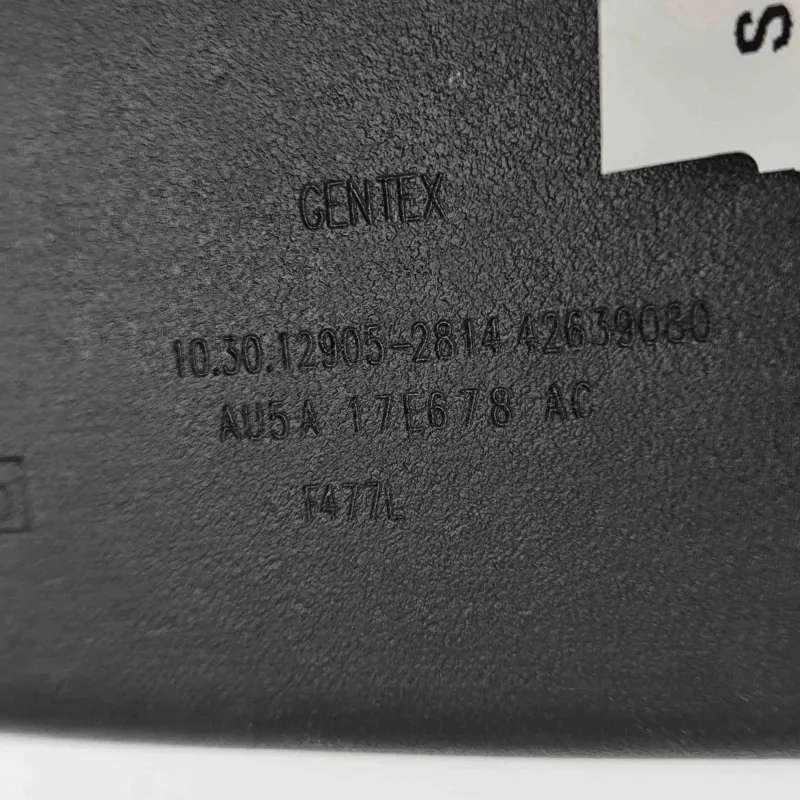 S
GENTEX
10.30.12905-2814 42639080
AU5A 17E678 AC
F477L